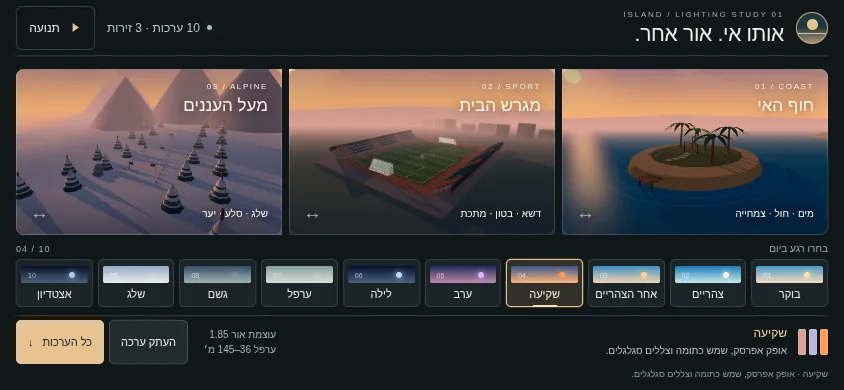 ISLAND / LIGHTING STUDY 01
אותו אי. אור אחר.
10 ערכות · 3 זירות
תנועה
01 / COAST
חוף האי
מים · חול · צמחייה
02 / SPORT
מגרש הבית
דשא · בטון · מתכת
03 / ALPINE
מעל העננים
שלג · סלע · יער
בחרו רגע ביום
04 / 10
01
בוקר
02
צהריים
03
אחר הצהריים
04
שקיעה
05
ערב
06
לילה
07
ערפל
08
גשם
09
שלג
10
אצטדיון
שקיעה
אופק אפרסק, שמש כתומה וצללים סגלגלים.
עוצמת אור 1.85
ערפל 36–145 מ׳
העתק ערכה
כל הערכות ↓
שקיעה · אופק אפרסק, שמש כתומה וצללים סגלגלים.